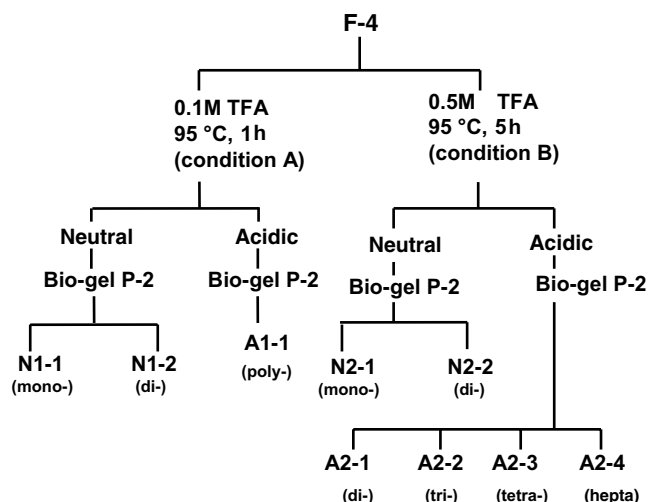 F-4
0.1M TFA
95 °C, 1h
(condition A)
0.5M TFA
95 °C, 5h
(condition B)
Neutral
Acidic
Bio-gel P-2
Bio-gel P-2
N1-1
(mono-)
N1-2
(di-)
A1-1
(poly-)
Neutral
Acidic
Bio-gel P-2
Bio-gel P-2
N2-1
(mono-)
N2-2
(di-)
A2-1
(di-)
A2-2
(tri-)
A2-3
(tetra-)
A2-4
(hepta)